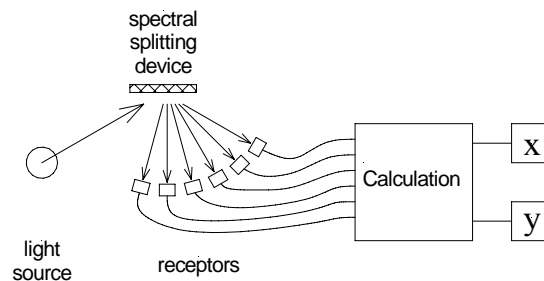 spectral
splitting
device
x
Calculation
y
light
source
receptors